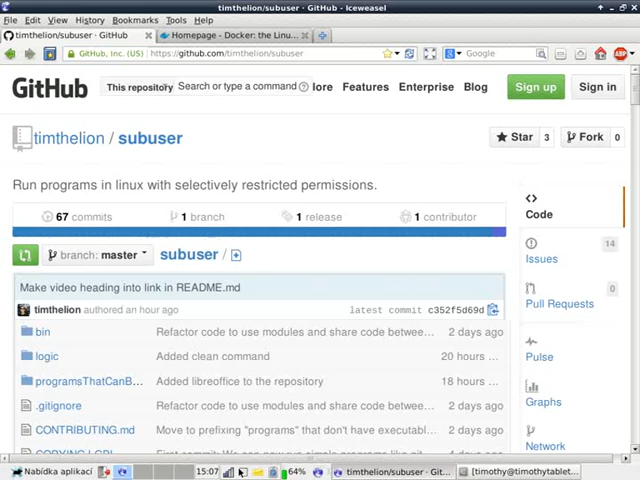 timthelion/subuser · GitHub - Iceweasel
File Edit View History Bookmarks Tools Help
timthelion/subuser · GitHub
Homepage - Docker: the Linu...
GitHub, Inc. (US) https://github.com/timthelion/subuser
Google
ABP
GitHub This repository Search or type a command lore Features Enterprise Blog Sign up Sign in
timthelion / subuser
Star 3 Fork 0
Run programs in linux with selectively restricted permissions.
67 commits 1 branch 1 release 1 contributor
branch: master subuser /
Make video heading into link in README.md
timthelion authored an hour ago latest commit c352f5d69d
bin Refactor code to use modules and share code betwee... 2 days ago
logic Added clean command 20 hours ...
programsThatCanB... Added libreoffice to the repository 18 hours ...
.gitignore Refactor code to use modules and share code betwee... 2 days ago
CONTRIBUTING.md Move to prefixing "programs" that don't have executabl... 2 days ago
Code
Issues 14
Pull Requests 0
Pulse
Graphs
Network
Nabídka aplikací 15:07 64% timthelion/subuser · Git... [timothy@timothytablet...